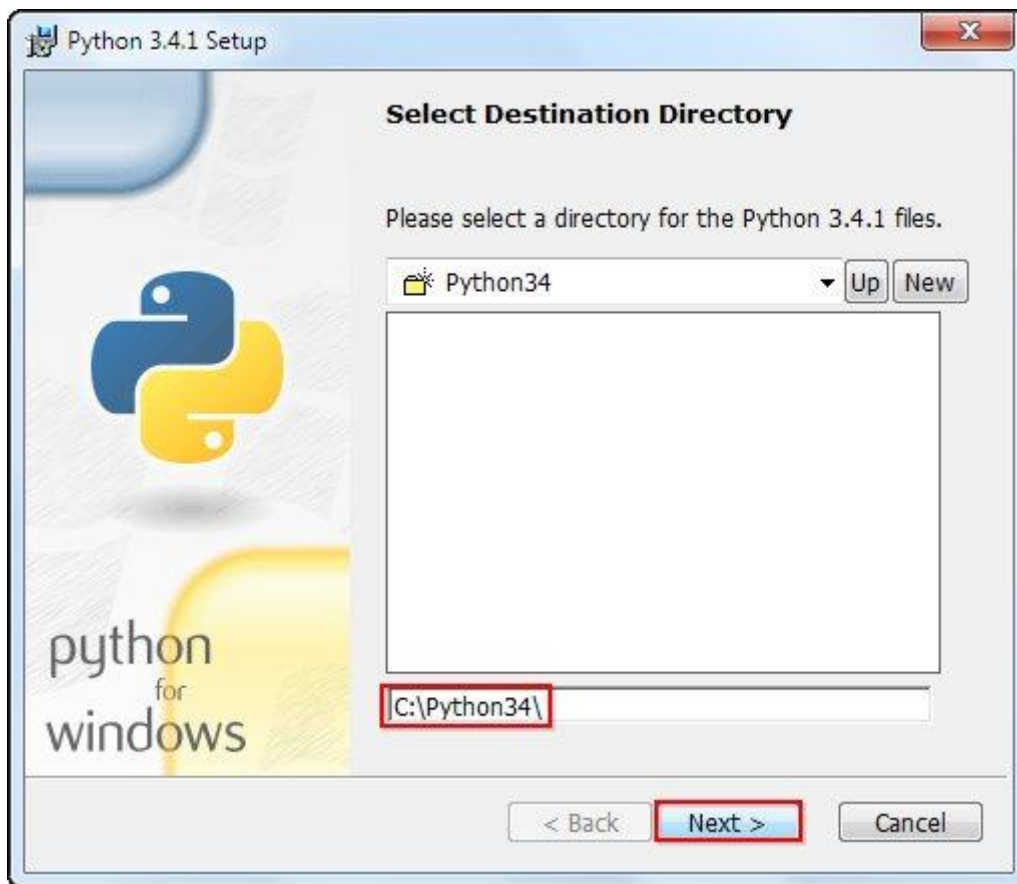 Python 3.4.1 Setup
Select Destination Directory
Please select a directory for the Python 3.4.1 files.
Python34
Up
New
C:\Python34\
python
for
windows
< Back
Next >
Cancel